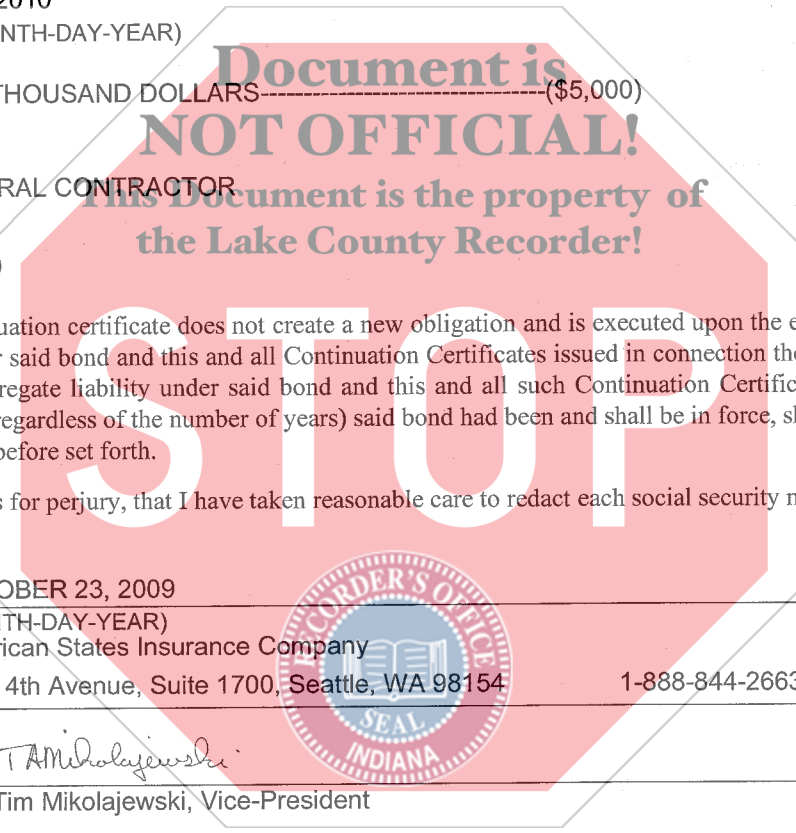 2010
NTH-DAY-YEAR)
Document is
THOUSAND DOLLARS--------------------------------($5,000)
NOT OFFICIAL!
RAL CONTRACTOR
This Document is the property of
the Lake County Recorder!
)
uation certificate does not create a new obligation and is executed upon the e
r said bond and this and all Continuation Certificates issued in connection the
regate liability under said bond and this and all such Continuation Certific
regardless of the number of years) said bond had been and shall be in force, sl
before set forth.
STOP
s for perjury, that I have taken reasonable care to redact each social security n
OBER 23, 2009
RECORDER'S OFFICE
TH-DAY-YEAR)
rican States Insurance Company
4th Avenue, Suite 1700, Seattle, WA 98154 1-888-844-2663
SEAL
INDIANA
TAMikolajewski
Tim Mikolajewski, Vice-President